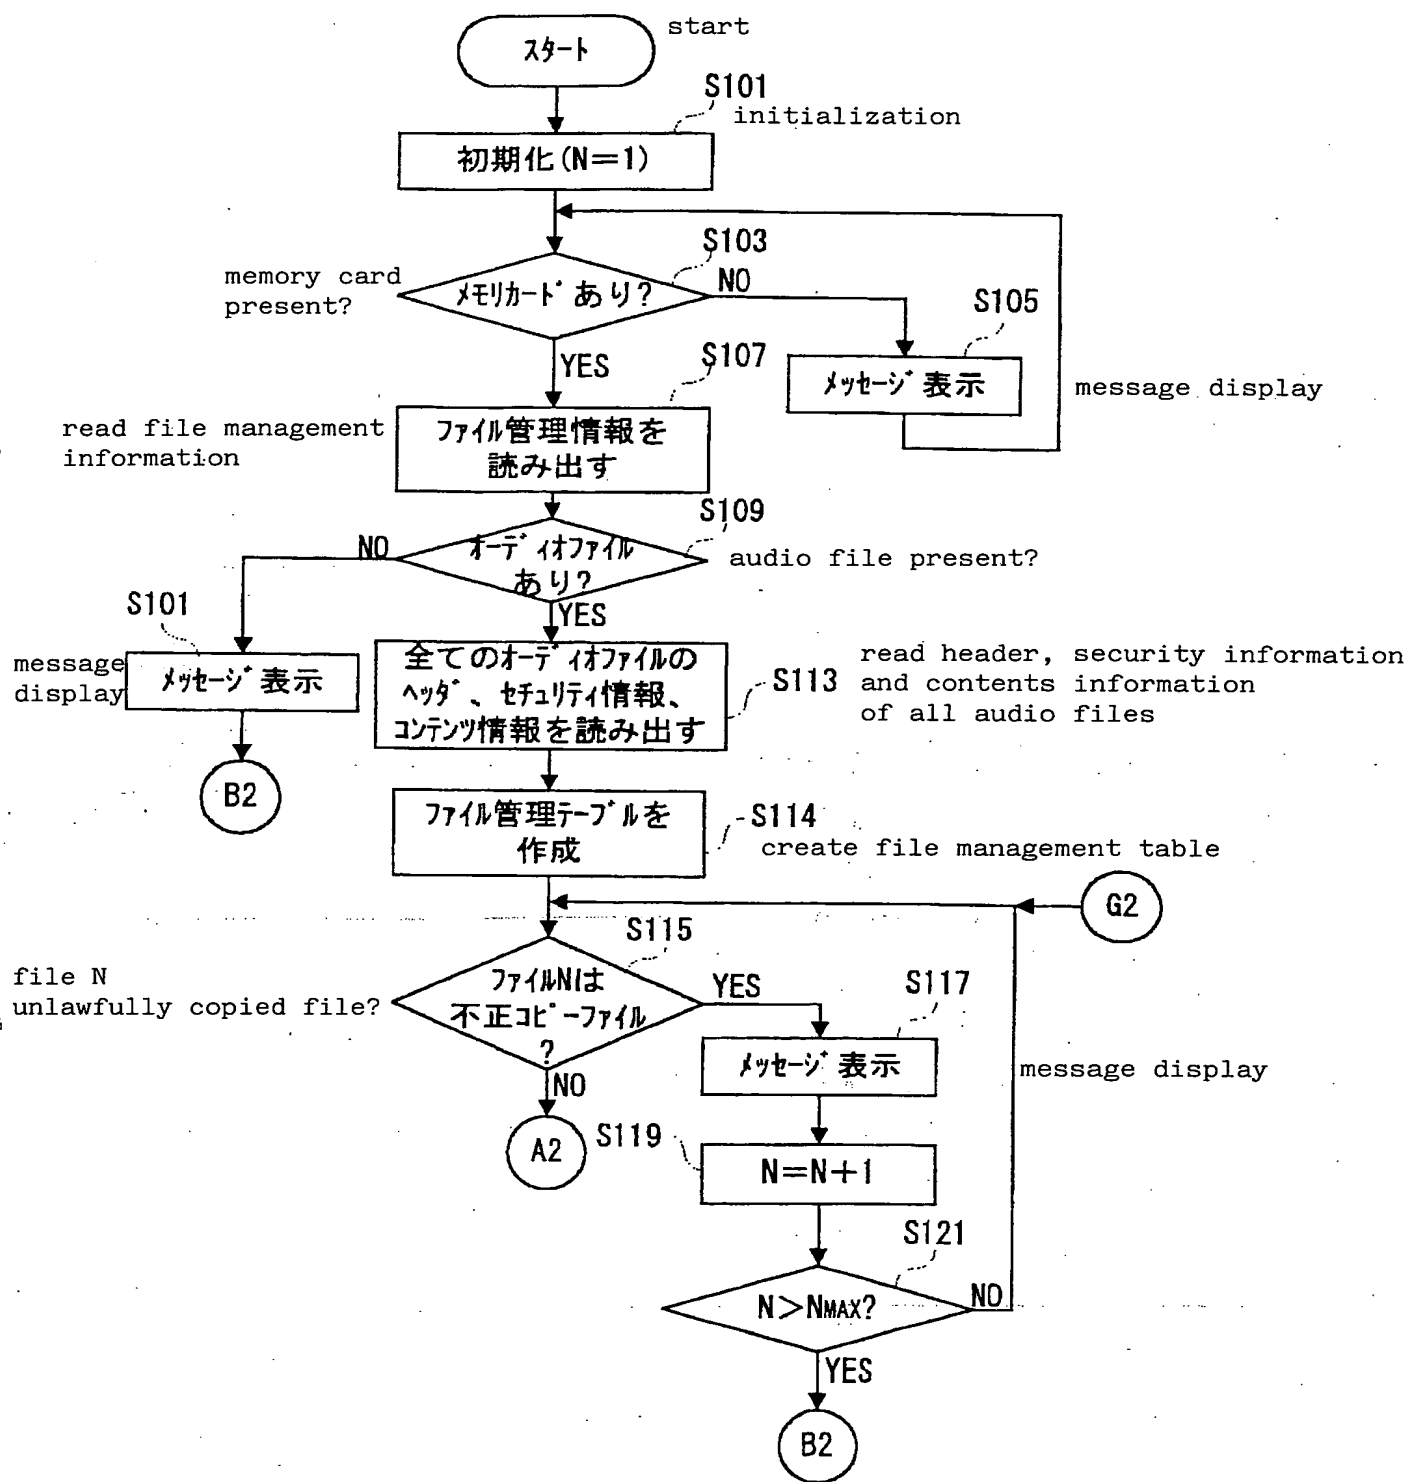 スタート
start
S101
initialization
初期化(N=1)
S103
memory card
present?
メモリカードあり?
NO
S105
メッセージ表示
message display
YES
S107
read file management
information
ファイル管理情報を
読み出す
S109
NO
オーディオファイル
あり?
audio file present?
YES
S101
message
display
メッセージ表示
B2
全てのオーディオファイルの
ヘッダ、セチュリティ情報、
コンテンツ情報を読み出す
S113
read header, security information
and contents information
of all audio files
ファイル管理テーブルを
作成
S114
create file management table
G2
S115
file N
unlawfully copied file?
ファイルNは
不正コピーファイル
?
YES
S117
メッセージ表示
message display
NO
A2
S119
N=N+1
S121
N>NMAX?
NO
YES
B2